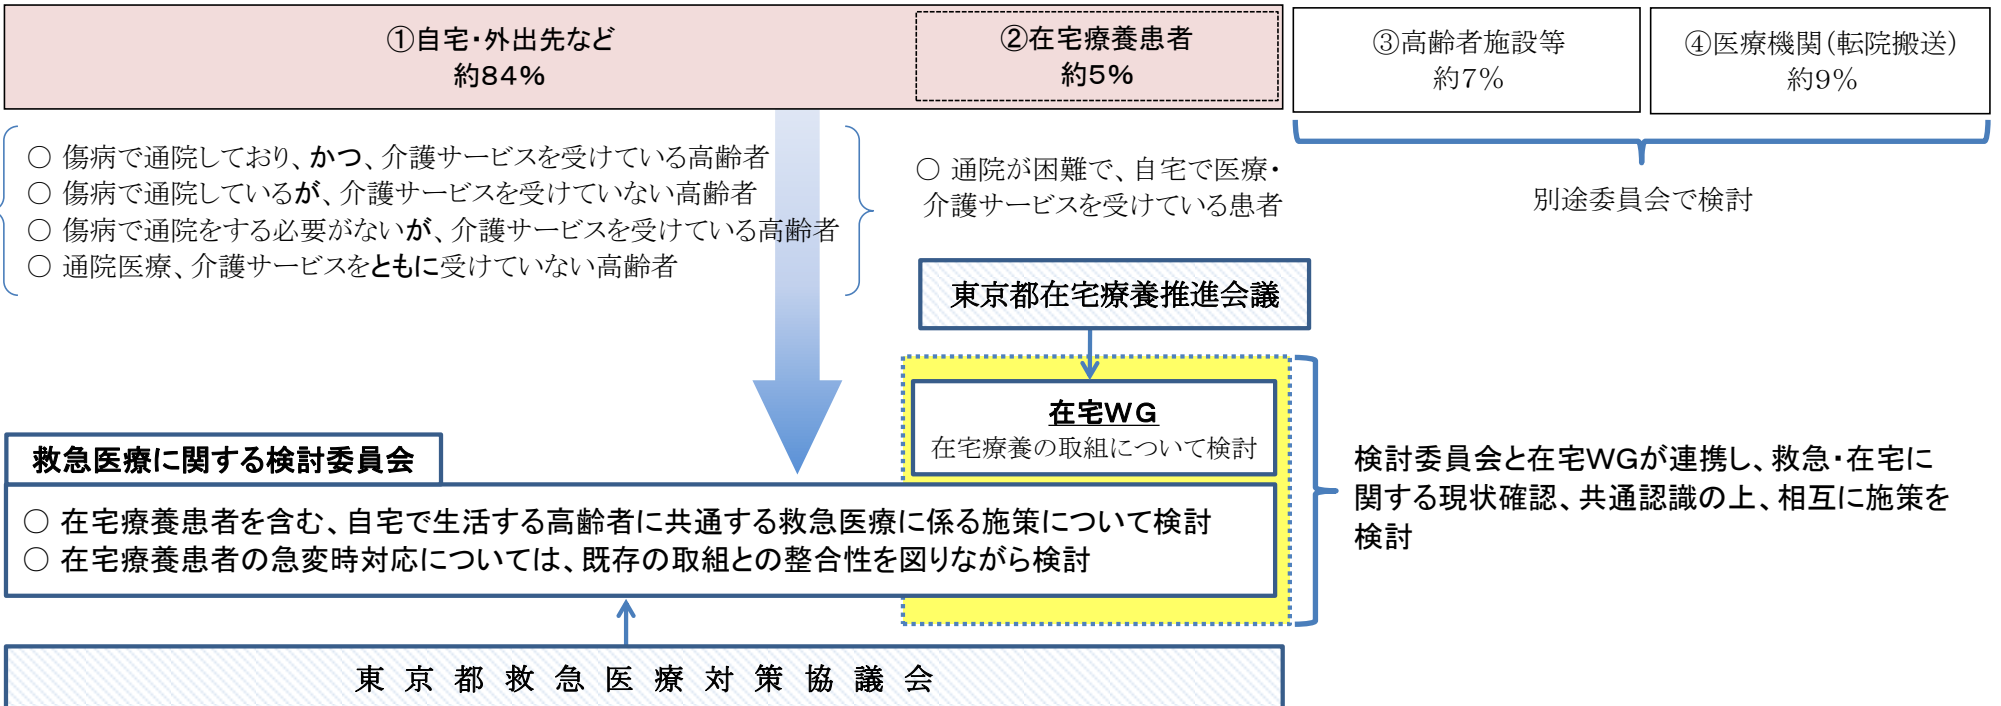 ①自宅・外出先など
約84%
②在宅療養患者
約5%
③高齢者施設等
約7%
④医療機関(転院搬送)
約9%
○ 傷病で通院しており、かつ、介護サービスを受けている高齢者
○ 傷病で通院しているが、介護サービスを受けていない高齢者
○ 傷病で通院をする必要がないが、介護サービスを受けている高齢者
○ 通院医療、介護サービスをともに受けていない高齢者
○ 通院が困難で、自宅で医療・
介護サービスを受けている患者
別途委員会で検討
東京都在宅療養推進会議
在宅WG
在宅療養の取組について検討
救急医療に関する検討委員会
○ 在宅療養患者を含む、自宅で生活する高齢者に共通する救急医療に係る施策について検討
○ 在宅療養患者の急変時対応については、既存の取組との整合性を図りながら検討
検討委員会と在宅WGが連携し、救急・在宅に
関する現状確認、共通認識の上、相互に施策を
検討
東京都救急医療対策協議会